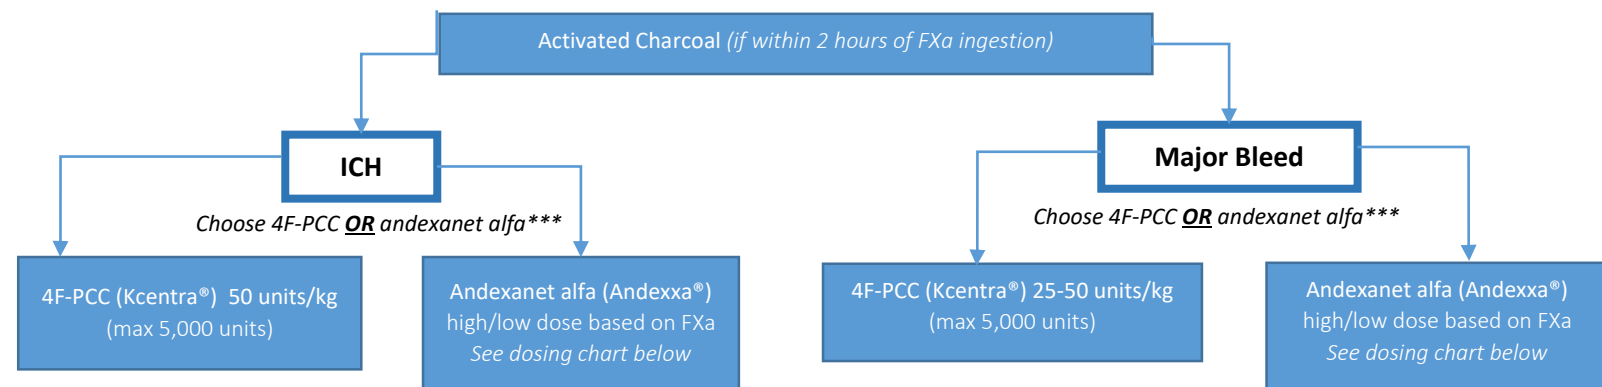 Activated Charcoal (if within 2 hours of FXa ingestion)
ICH
Choose 4F-PCC OR andexanet alfa***
4F-PCC (Kcentra®) 50 units/kg
(max 5,000 units)
Andexanet alfa (Andexxa®)
high/low dose based on FXa
See dosing chart below
Major Bleed
Choose 4F-PCC OR andexanet alfa***
4F-PCC (Kcentra®) 25-50 units/kg
(max 5,000 units)
Andexanet alfa (Andexxa®)
high/low dose based on FXa
See dosing chart below